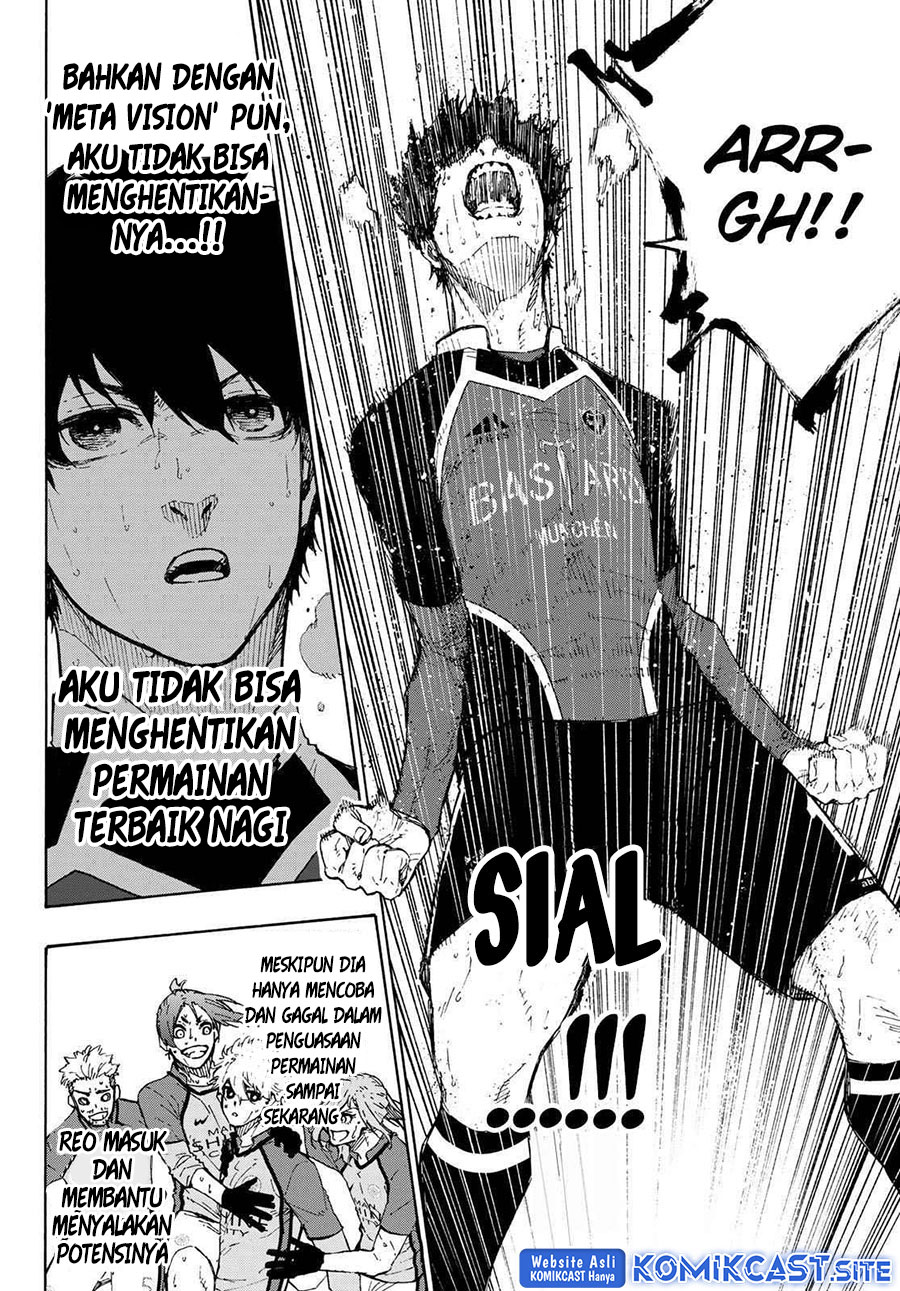 ARR-
GH!!
BAHKAN DENGAN
'META VISION' PUN,
AKU TIDAK BISA
MENGHENTIKAN-
NYA...!!
AKU TIDAK BISA
MENGHENTIKAN
PERMAINAN
TERBAIK NAGI
BASTARD
MÜNCHEN
SIAL
......!!!
MESKIPUN DIA
HANYA MENCOBA
DAN GAGAL DALAM
PENGUASAAN
PERMAINAN
SAMPAI
SEKARANG
REO MASUK
DAN
MEMBANTU
MENYALAKAN
POTENSINYA
Website Asli
KOMIKCAST Hanya
KOMIKCAST.SITE